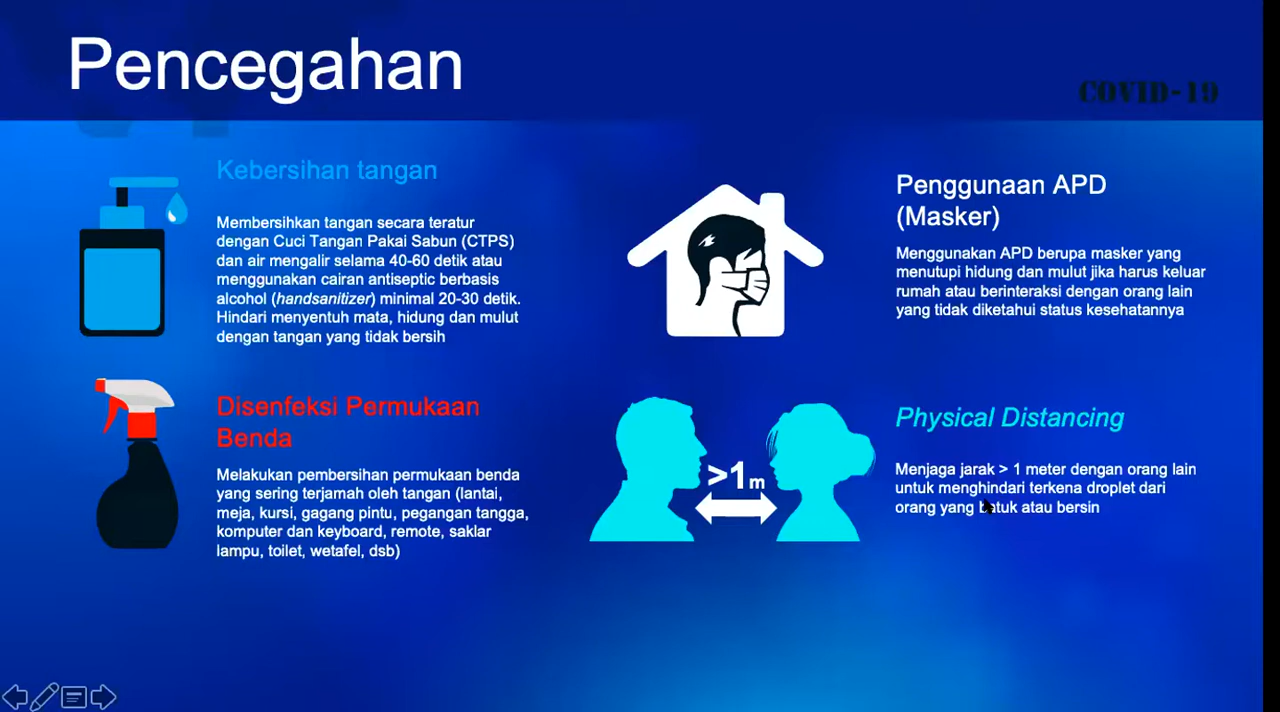 Pencegahan
COVID-19
Kebersihan tangan
Membersihkan tangan secara teratur
dengan Cuci Tangan Pakai Sabun (CTPS)
dan air mengalir selama 40-60 detik atau
menggunakan cairan antiseptic berbasis
alcohol (handsanitizer) minimal 20-30 detik.
Hindari menyentuh mata, hidung dan mulut
dengan tangan yang tidak bersih
Disenfeksi Permukaan
Benda
Melakukan pembersihan permukaan benda
yang sering terjamah oleh tangan (lantai,
meja, kursi, gagang pintu, pegangan tangga,
komputer dan keyboard, remote, saklar
lampu, toilet, wetafel, dsb)
Penggunaan APD
(Masker)
Menggunakan APD berupa masker yang
menutupi hidung dan mulut jika harus keluar
rumah atau berinteraksi dengan orang lain
yang tidak diketahui status kesehatannya
>1m
Physical Distancing
Menjaga jarak > 1 meter dengan orang lain
untuk menghindari terkena droplet dari
orang yang batuk atau bersin